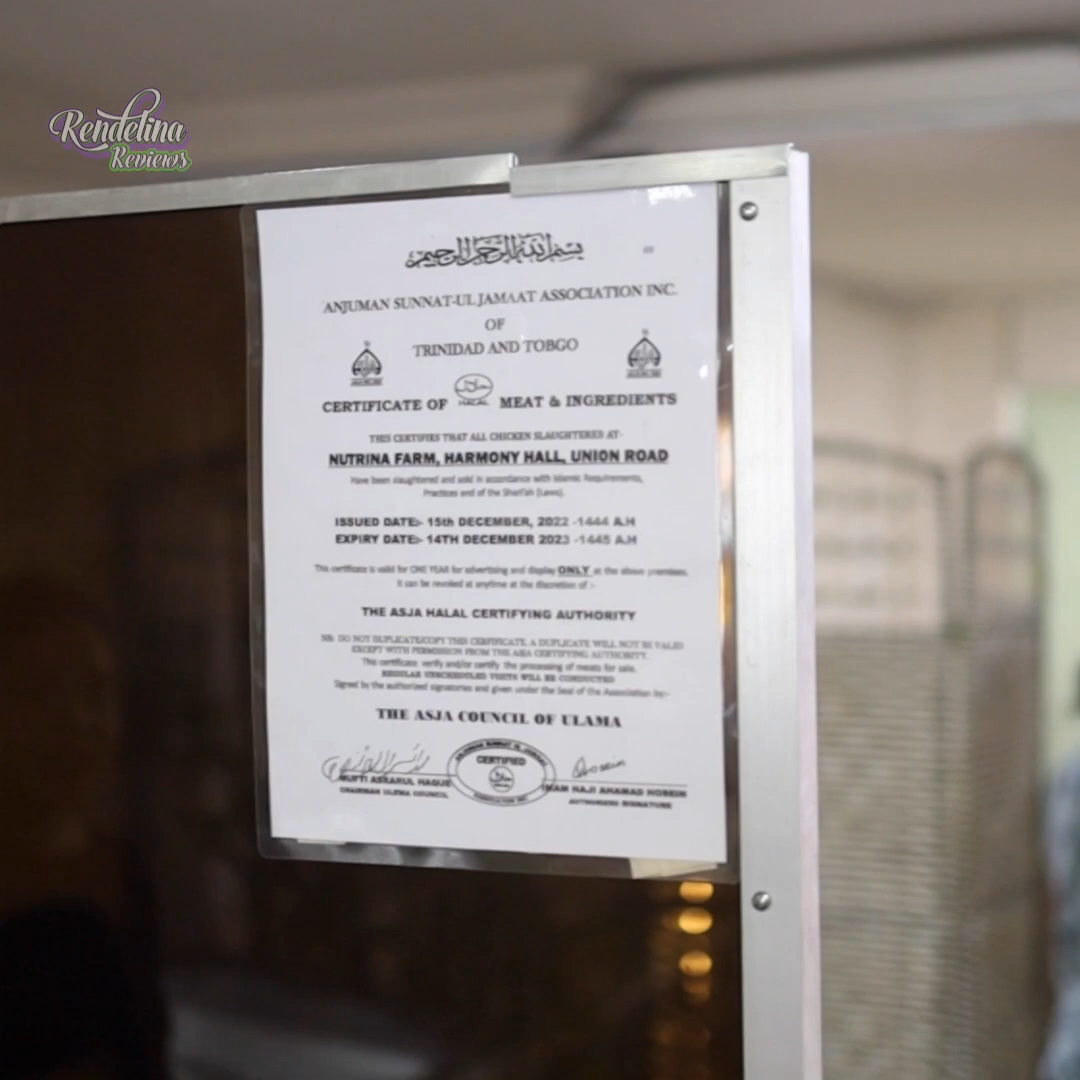 Rendelina
Reviews
بسم الله الرحمن الرحيم
ANJUMAN SUNNAT-UL JAMAAT ASSOCIATION INC.
OF
TRINIDAD AND TOBGO
CERTIFICATE OF HALAL MEAT & INGREDIENTS
THIS CERTIFIES THAT ALL CHICKEN SLAUGHTERED AT-
NUTRINA FARM, HARMONY HALL, UNION ROAD
Have been slaughtered and sold in accordance with Islamic Requirements,
Practices and of the Shari'ah (Laws).
ISSUED DATE:- 15th DECEMBER, 2022 -1444 A.H
EXPIRY DATE:- 14TH DECEMBER 2023 -1445 A.H
This certificate is valid for ONE YEAR for advertising and display ONLY at the above premises.
It can be revoked at anytime at the discretion of :-
THE ASJA HALAL CERTIFYING AUTHORITY
NB: DO NOT DUPLICATE/COPY THIS CERTIFICATE. A DUPLICATE WILL NOT BE VALID
EXCEPT WITH PERMISSION FROM THE ASJA CERTIFYING AUTHORITY.
This certificate verify and/or certify the processing of meats for sale.
REGULAR UNSCHEDULED VISITS WILL BE CONDUCTED
Signed by the authorized signatories and given under the Seal of the Association by:-
THE ASJA COUNCIL OF ULAMA
CERTIFIED
MUFTI ASRARUL HAQUE
CHAIRMAN ULEMA COUNCIL
IMAM HAJI AHAMAD HOSEIN
AUTHORIZED SIGNATURE